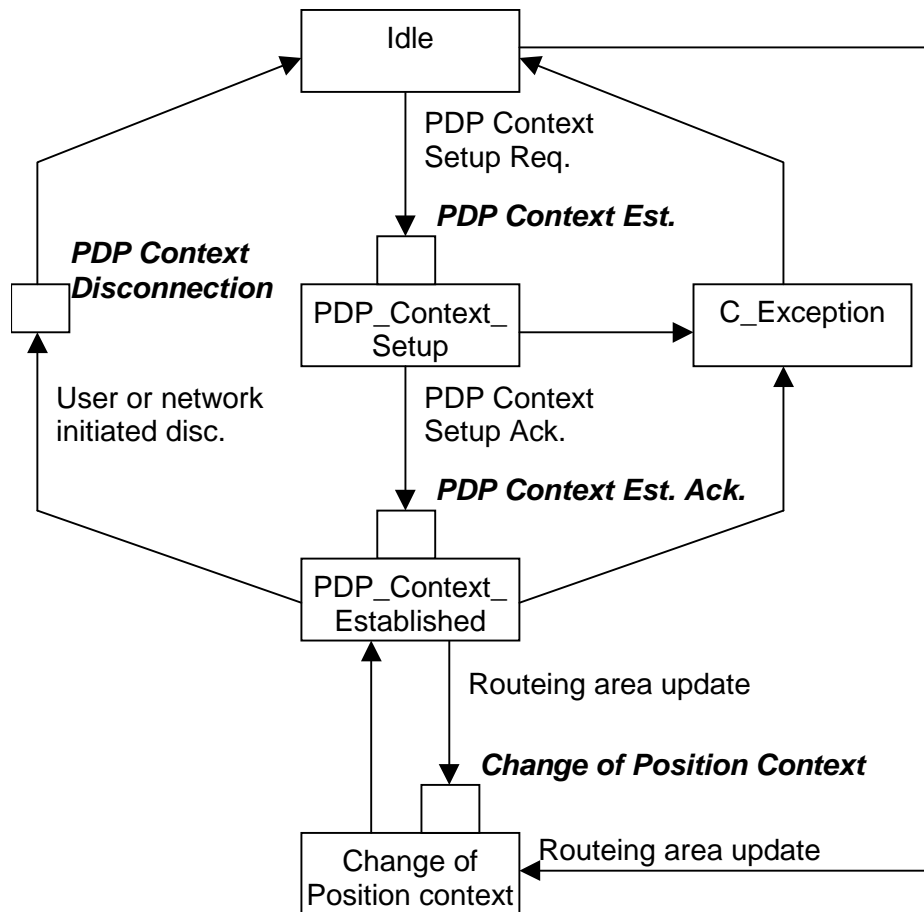 Idle
PDP Context
Setup Req.
PDP Context Est.
PDP Context
Disconnection
PDP_Context_
Setup
C_Exception
User or network
initiated disc.
PDP Context
Setup Ack.
PDP Context Est. Ack.
PDP_Context_
Established
Routeing area update
Change of Position Context
Change of
Position context
Routeing area update